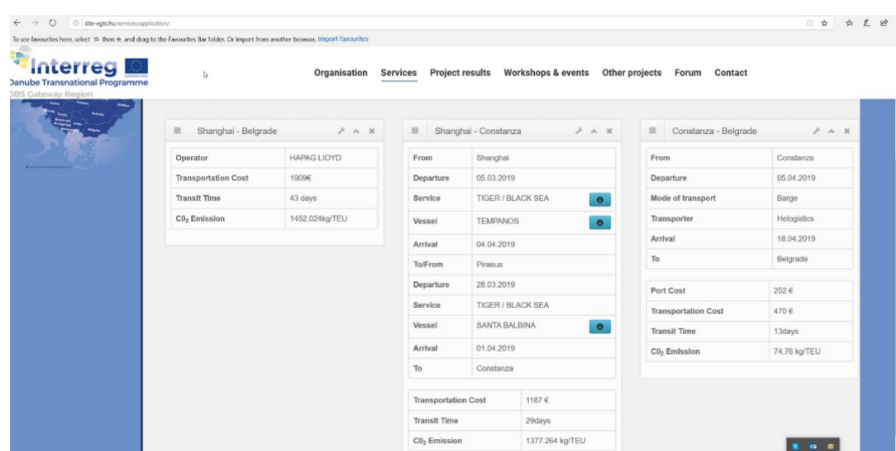 dbs-egtc.hu/services/application/
To see favourites here, select ☆ then ☆, and drag to the Favourites Bar folder. Or import from another browser. Import favourites
Interreg
Danube Transnational Programme
DBS Gateway Region
Organisation Services Project results Workshops & events Other projects Forum Contact
Shanghai - Belgrade
Operator HAPAG LIOYD
Transportation Cost 1909€
Transit Time 43 days
C0₂ Emission 1452.024kg/TEU
Shanghai - Constanza
From Shanghai
Departure 05.03.2019
Service TIGER / BLACK SEA
Vessel TEMPANOS
Arrival 04.04.2019
To/From Piraeus
Departure 28.03.2019
Service TIGER / BLACK SEA
Vessel SANTA BALBINA
Arrival 01.04.2019
To Constanza
Transportation Cost 1187 €
Transit Time 29days
C0₂ Emission 1377.264 kg/TEU
Constanza - Belgrade
From Constanza
Departure 05.04.2019
Mode of transport Barge
Transporter Helogistics
Arrival 18.04.2019
To Belgrade
Port Cost 252 €
Transportation Cost 470 €
Transit Time 13days
C0₂ Emission 74.76 kg/TEU